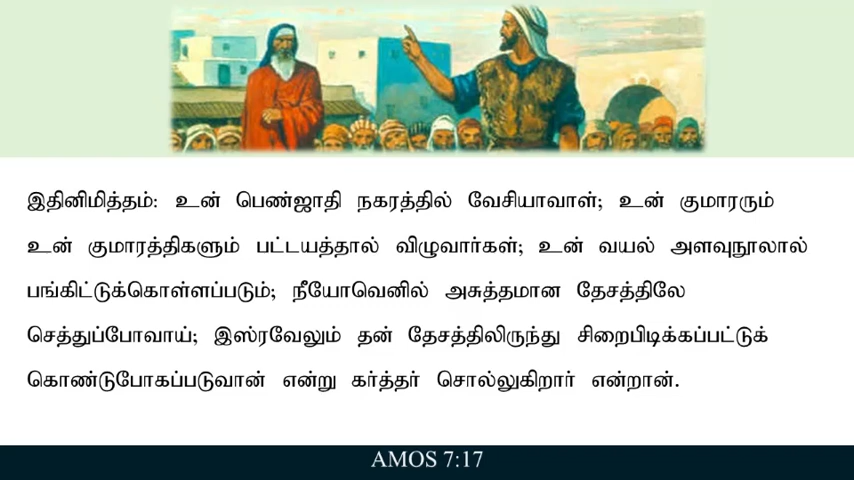 இதினிமித்தம்: உன் பெண்ஜாதி நகரத்தில் வேசியாவாள்; உன் குமாரரும்
உன் குமாரத்திகளும் பட்டயத்தால் விழுவார்கள்; உன் வயல் அளவுநூலால்
பங்கிட்டுக்கொள்ளப்படும்; நீயோவெனில் அசுத்தமான தேசத்திலே
செத்துப்போவாய்; இஸ்ரவேலும் தன் தேசத்திலிருந்து சிறைபிடிக்கப்பட்டுக்
கொண்டுபோகப்படுவான் என்று கர்த்தர் சொல்லுகிறார் என்றான்.
AMOS 7:17